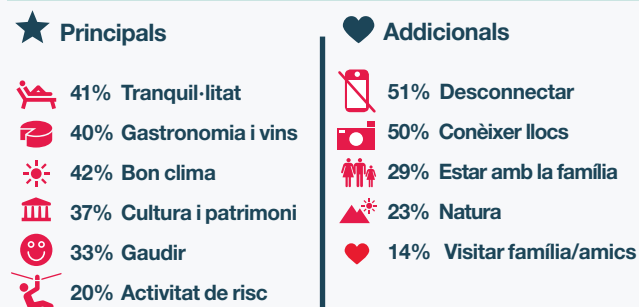 Principals
41% Tranquil·litat
40% Gastronomia i vins
42% Bon clima
37% Cultura i patrimoni
33% Gaudir
20% Activitat de risc
Addicionals
51% Desconnectar
50% Conèixer llocs
29% Estar amb la família
23% Natura
14% Visitar família/amics